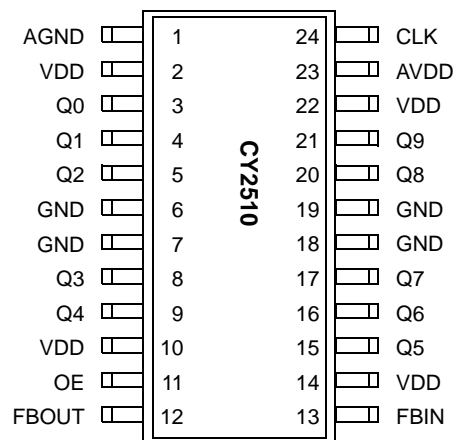 AGND 1 24 CLK
VDD 2 23 AVDD
Q0 3 22 VDD
Q1 4 21 Q9
Q2 5 20 Q8
GND 6 19 GND
GND 7 18 GND
Q3 8 17 Q7
Q4 9 16 Q6
VDD 10 15 Q5
OE 11 14 VDD
FBOUT 12 13 FBIN
CY2510